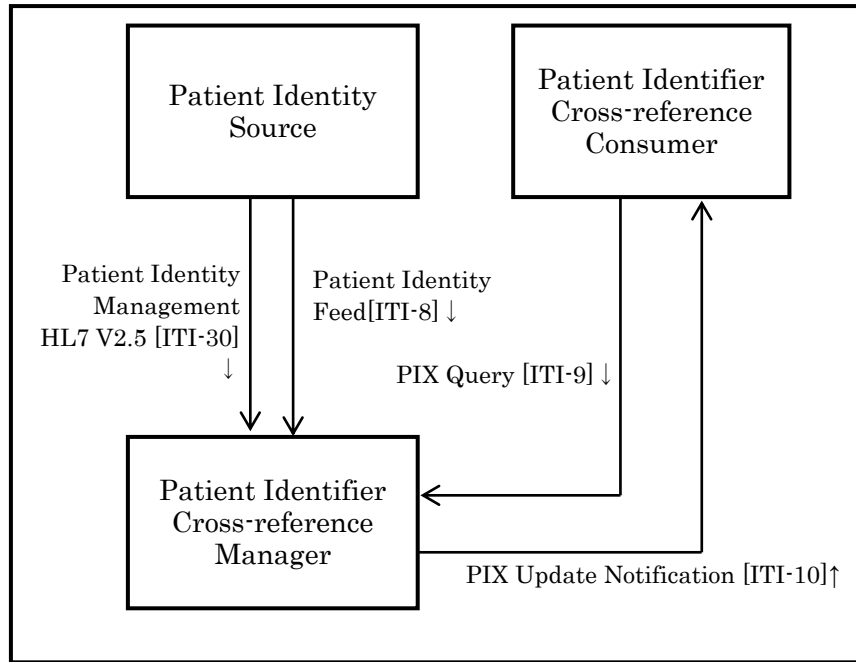 Patient Identity
Source
Patient Identifier
Cross-reference
Consumer
Patient Identity
Management
HL7 V2.5 [ITI-30]
↓
Patient Identity
Feed[ITI-8] ↓
PIX Query [ITI-9] ↓
Patient Identifier
Cross-reference
Manager
PIX Update Notification [ITI-10]↑